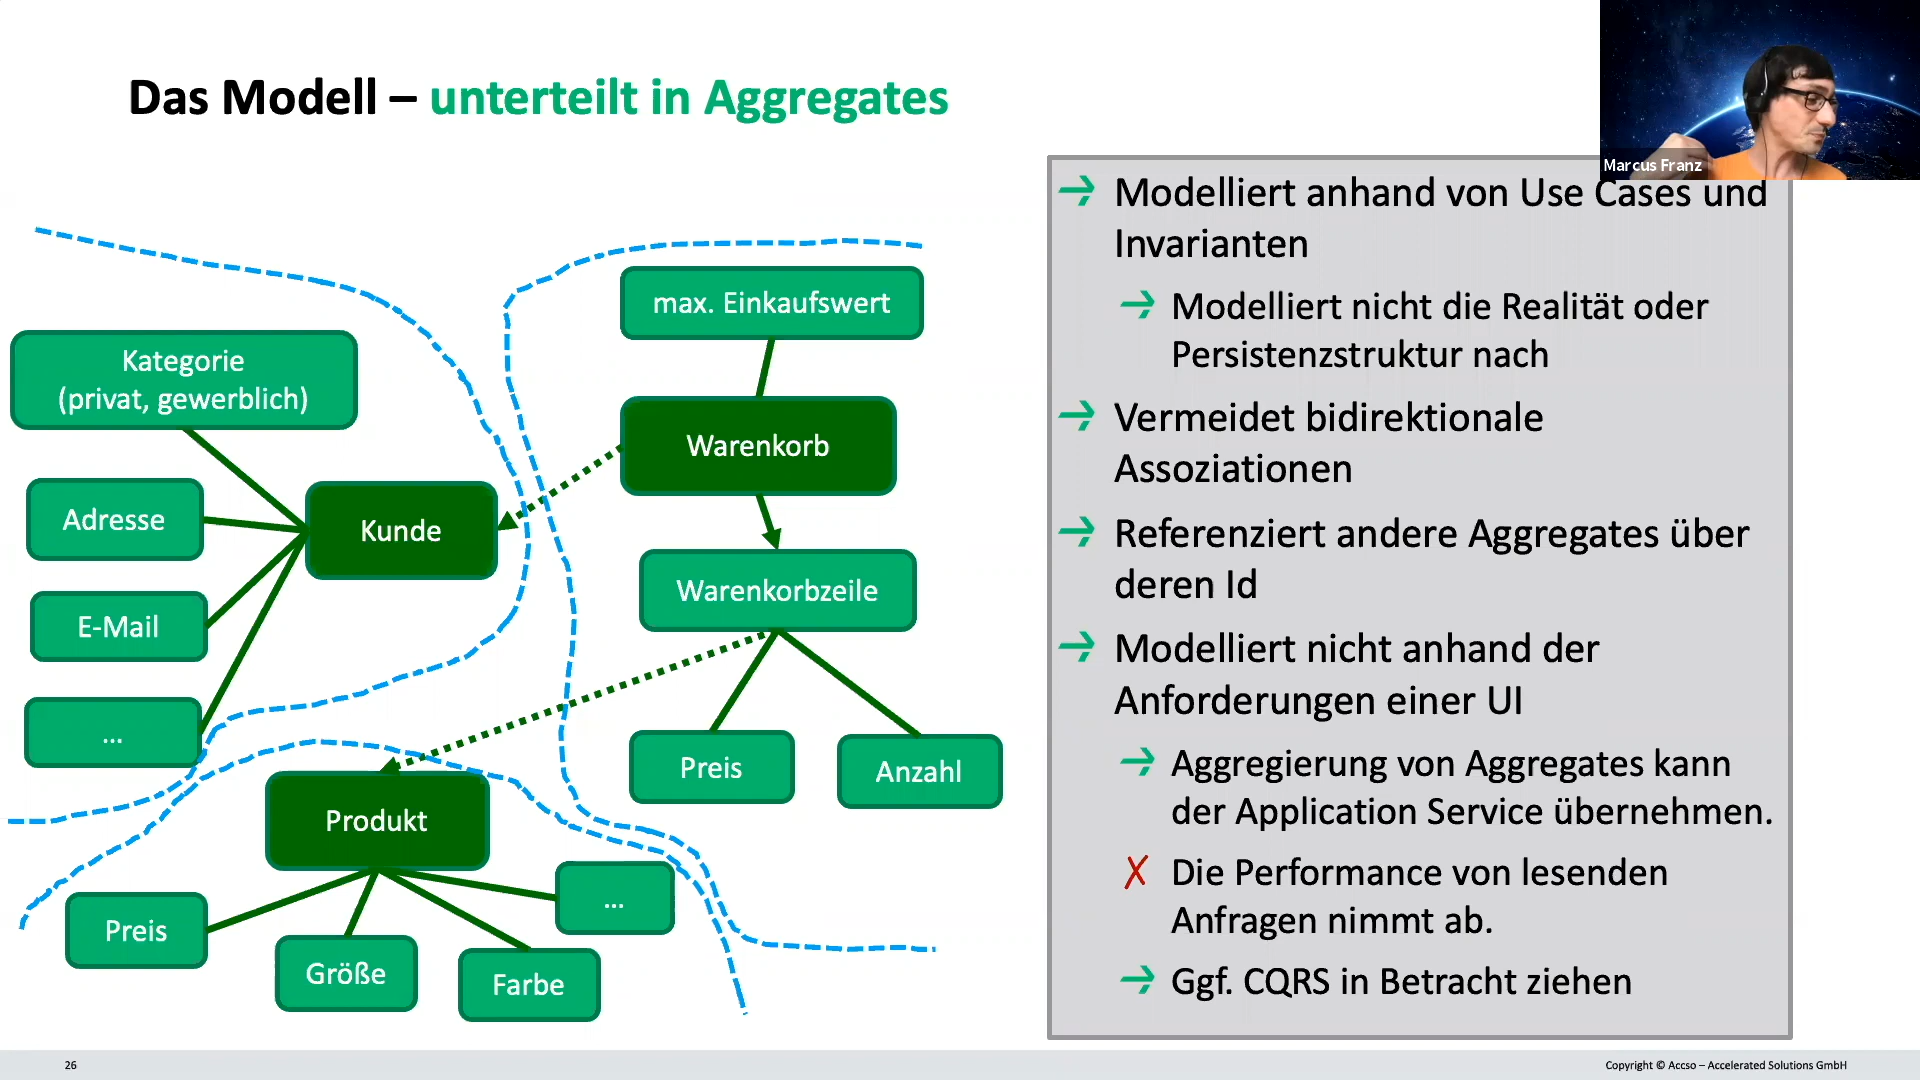 Das Modell – unterteilt in Aggregates
Marcus Franz
max. Einkaufswert
Kategorie
(privat, gewerblich)
Warenkorb
Adresse
Kunde
Warenkorbzeile
E-Mail
...
Preis
Anzahl
Produkt
...
Preis
Größe
Farbe
Modelliert anhand von Use Cases und
Invarianten
Modelliert nicht die Realität oder
Persistenzstruktur nach
Vermeidet bidirektionale
Assoziationen
Referenziert andere Aggregates über
deren Id
Modelliert nicht anhand der
Anforderungen einer UI
Aggregierung von Aggregates kann
der Application Service übernehmen.
Die Performance von lesenden
Anfragen nimmt ab.
Ggf. CQRS in Betracht ziehen
26
Copyright © Accso – Accelerated Solutions GmbH